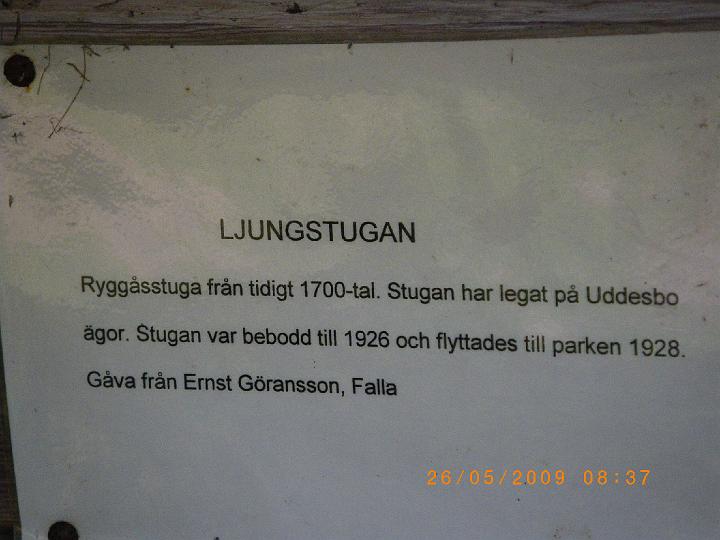 LJUNGSTUGAN
Ryggåsstuga från tidigt 1700-tal. Stugan har legat på Uddesbo
ägor. Stugan var bebodd till 1926 och flyttades till parken 1928.
Gåva från Ernst Göransson, Falla
26/05/2009 08:37